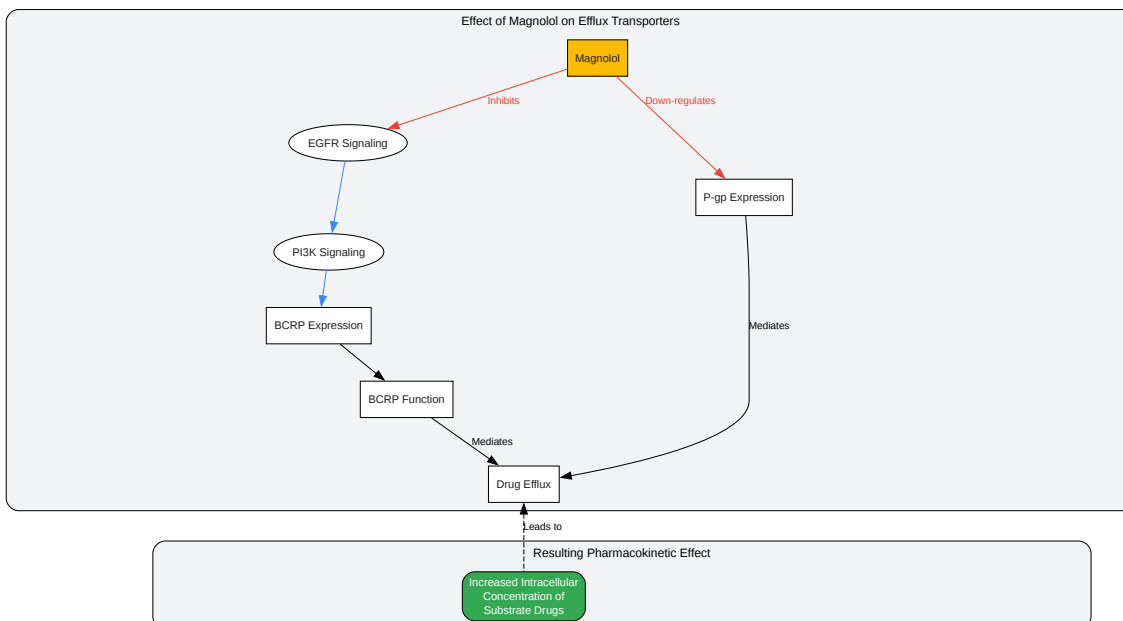 Effect of Magnolol on Efflux Transporters
Magnolol
Inhibits
Down-regulates
EGFR Signaling
P-gp Expression
PI3K Signaling
BCRP Expression
Mediates
BCRP Function
Mediates
Drug Efflux
Leads to
Resulting Pharmacokinetic Effect
Increased Intracellular
Concentration of
Substrate Drugs